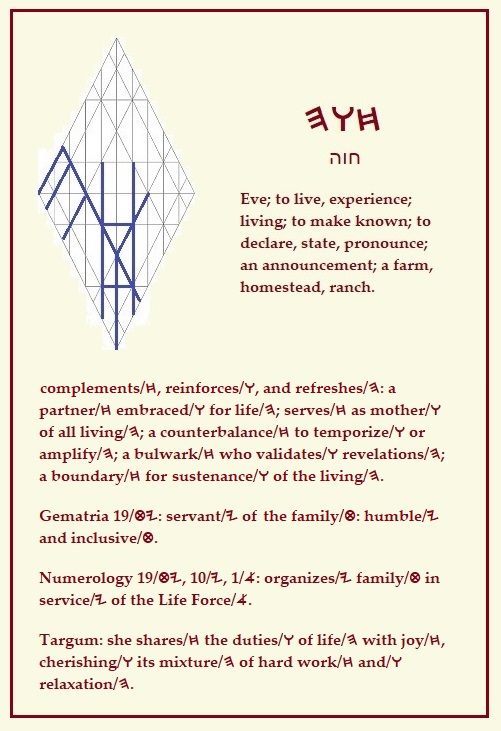 𐤇𐤅𐤄
חוה
Eve; to live, experience;
living; to make known; to
declare, state, pronounce;
an announcement; a farm,
homestead, ranch.
complements/𐤇, reinforces/𐤅, and refreshes/𐤄: a
partner/𐤇 embraced/𐤅 for life/𐤄; serves/𐤇 as mother/𐤅
of all living/𐤄; a counterbalance/𐤇 to temporize/𐤅 or
amplify/𐤄; a bulwark/𐤇 who validates/𐤅 revelations/𐤄;
a boundary/𐤇 for sustenance/𐤅 of the living/𐤄.
Gematria 19/𐤉𐤈: servant/𐤉 of the family/𐤈: humble/𐤉
and inclusive/𐤈.
Numerology 19/𐤉𐤈, 10/𐤉, 1/𐤀: organizes/𐤉 family/𐤈 in
service/𐤉 of the Life Force/𐤀.
Targum: she shares/𐤇 the duties/𐤅 of life/𐤄 with joy/𐤇,
cherishing/𐤅 its mixture/𐤄 of hard work/𐤇 and/𐤅
relaxation/𐤄.